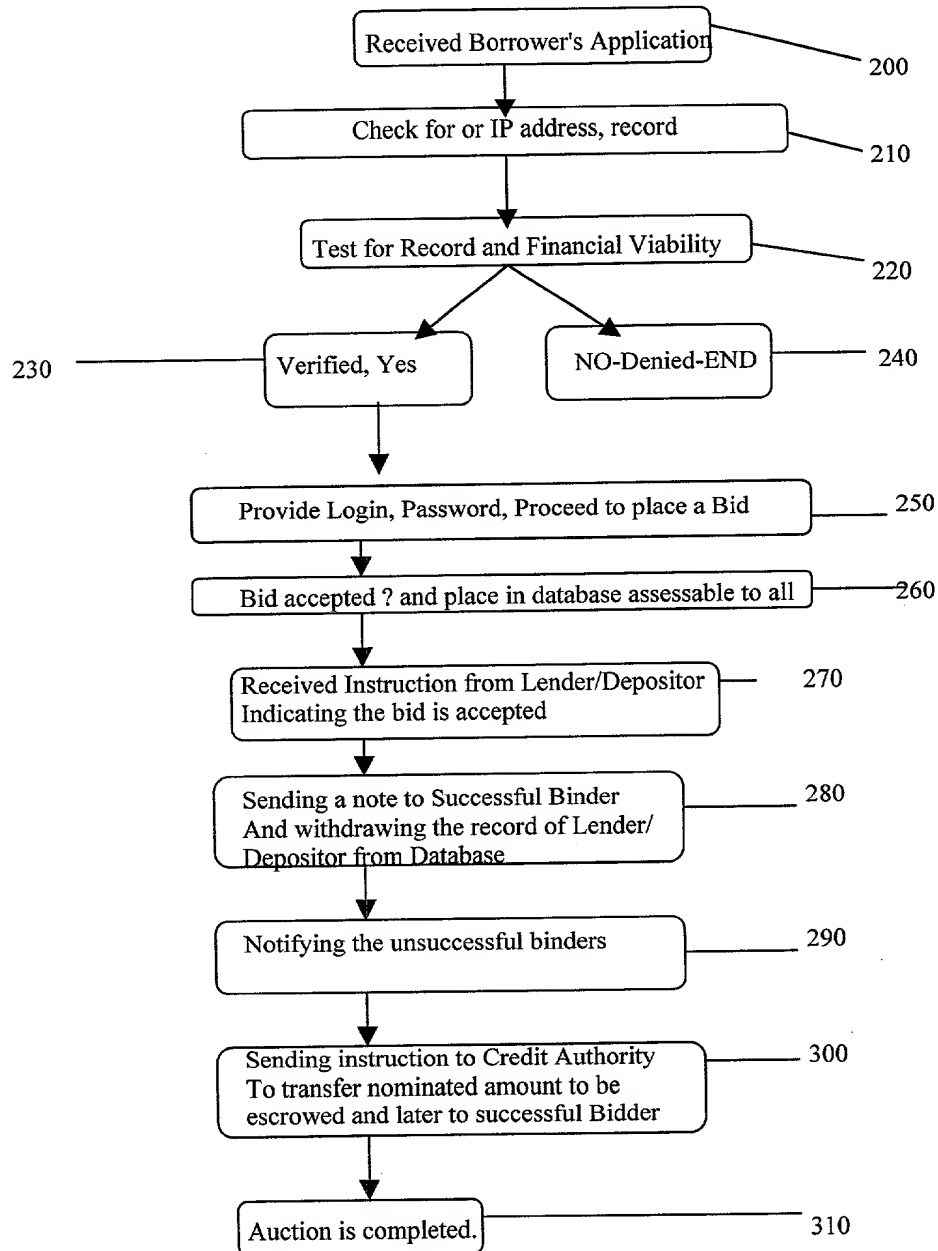 Received Borrower's Application
200
Check for or IP address, record
210
Test for Record and Financial Viability
220
230
Verified, Yes
NO-Denied-END
240
Provide Login, Password, Proceed to place a Bid
250
Bid accepted ? and place in database assessable to all
260
Received Instruction from Lender/Depositor
Indicating the bid is accepted
270
Sending a note to Successful Binder
And withdrawing the record of Lender/
Depositor from Database
280
Notifying the unsuccessful binders
290
Sending instruction to Credit Authority
To transfer nominated amount to be
escrowed and later to successful Bidder
300
Auction is completed.
310